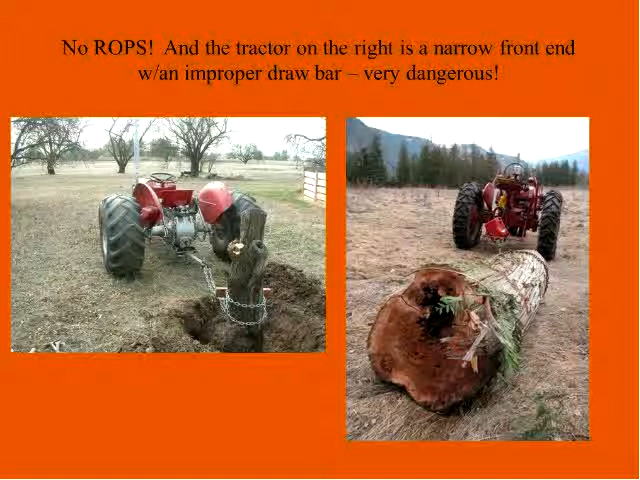 No ROPS!  And the tractor on the right is a narrow front end
w/an improper draw bar – very dangerous!